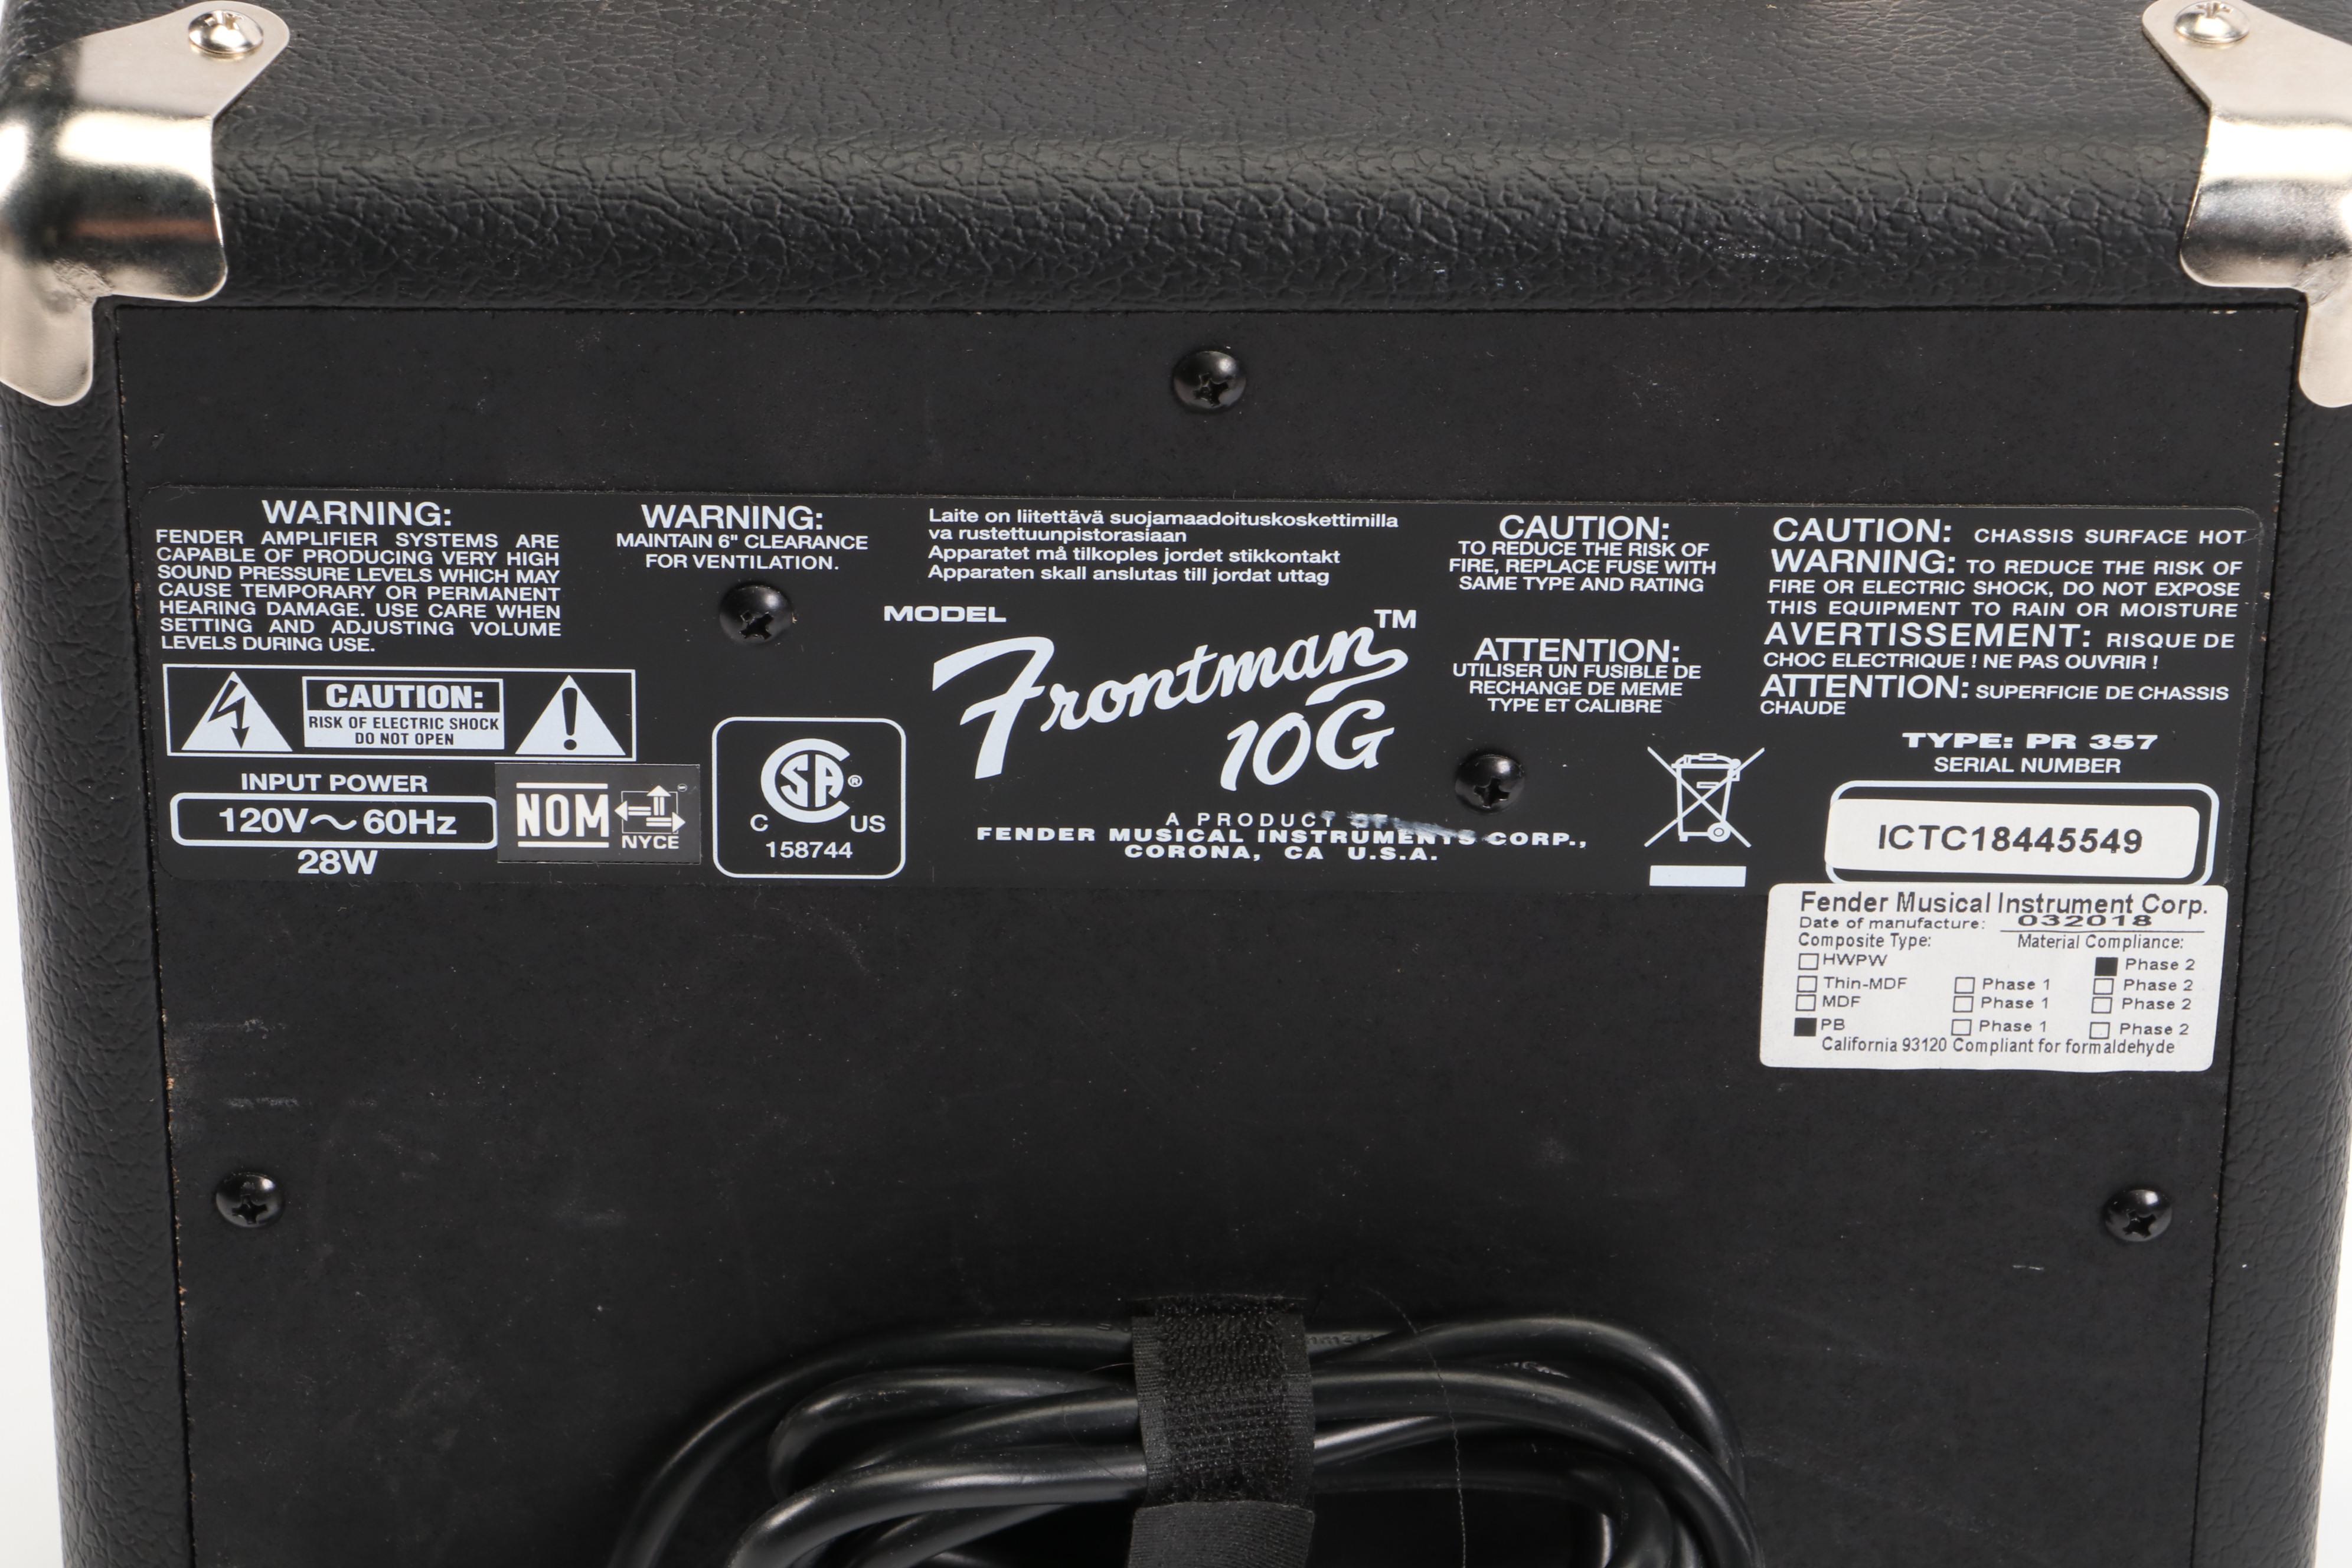 WARNING:
FENDER AMPLIFIER SYSTEMS ARE
CAPABLE OF PRODUCING VERY HIGH
SOUND PRESSURE LEVELS WHICH MAY
CAUSE TEMPORARY OR PERMANENT
HEARING DAMAGE. USE CARE WHEN
SETTING AND ADJUSTING VOLUME
LEVELS DURING USE.
CAUTION:
RISK OF ELECTRIC SHOCK
DO NOT OPEN
INPUT POWER
120V～60Hz
28W
NOM
NYCE
WARNING:
MAINTAIN 6" CLEARANCE
FOR VENTILATION.
CSA®
C US
158744
Laite on liitettävä suojamaadoituskoskettimilla
va rustettuunpistorasiaan
Apparatet må tilkoples jordet stikkontakt
Apparaten skall anslutas till jordat uttag
MODEL
Frontman™
10G
A PRODUCT OF
FENDER MUSICAL INSTRUMENTS CORP.,
CORONA, CA U.S.A.
CAUTION:
TO REDUCE THE RISK OF
FIRE, REPLACE FUSE WITH
SAME TYPE AND RATING
ATTENTION:
UTILISER UN FUSIBLE DE
RECHANGE DE MEME
TYPE ET CALIBRE
CAUTION: CHASSIS SURFACE HOT
WARNING: TO REDUCE THE RISK OF
FIRE OR ELECTRIC SHOCK, DO NOT EXPOSE
THIS EQUIPMENT TO RAIN OR MOISTURE
AVERTISSEMENT: RISQUE DE
CHOC ELECTRIQUE ! NE PAS OUVRIR !
ATTENTION: SUPERFICIE DE CHASSIS
CHAUDE
TYPE: PR 357
SERIAL NUMBER
ICTC18445549
Fender Musical Instrument Corp.
Date of manufacture: 032018
Composite Type: Material Compliance:
HWPW Phase 2
Thin-MDF Phase 1 Phase 2
MDF Phase 1 Phase 2
PB Phase 1 Phase 2
California 93120 Compliant for formaldehyde